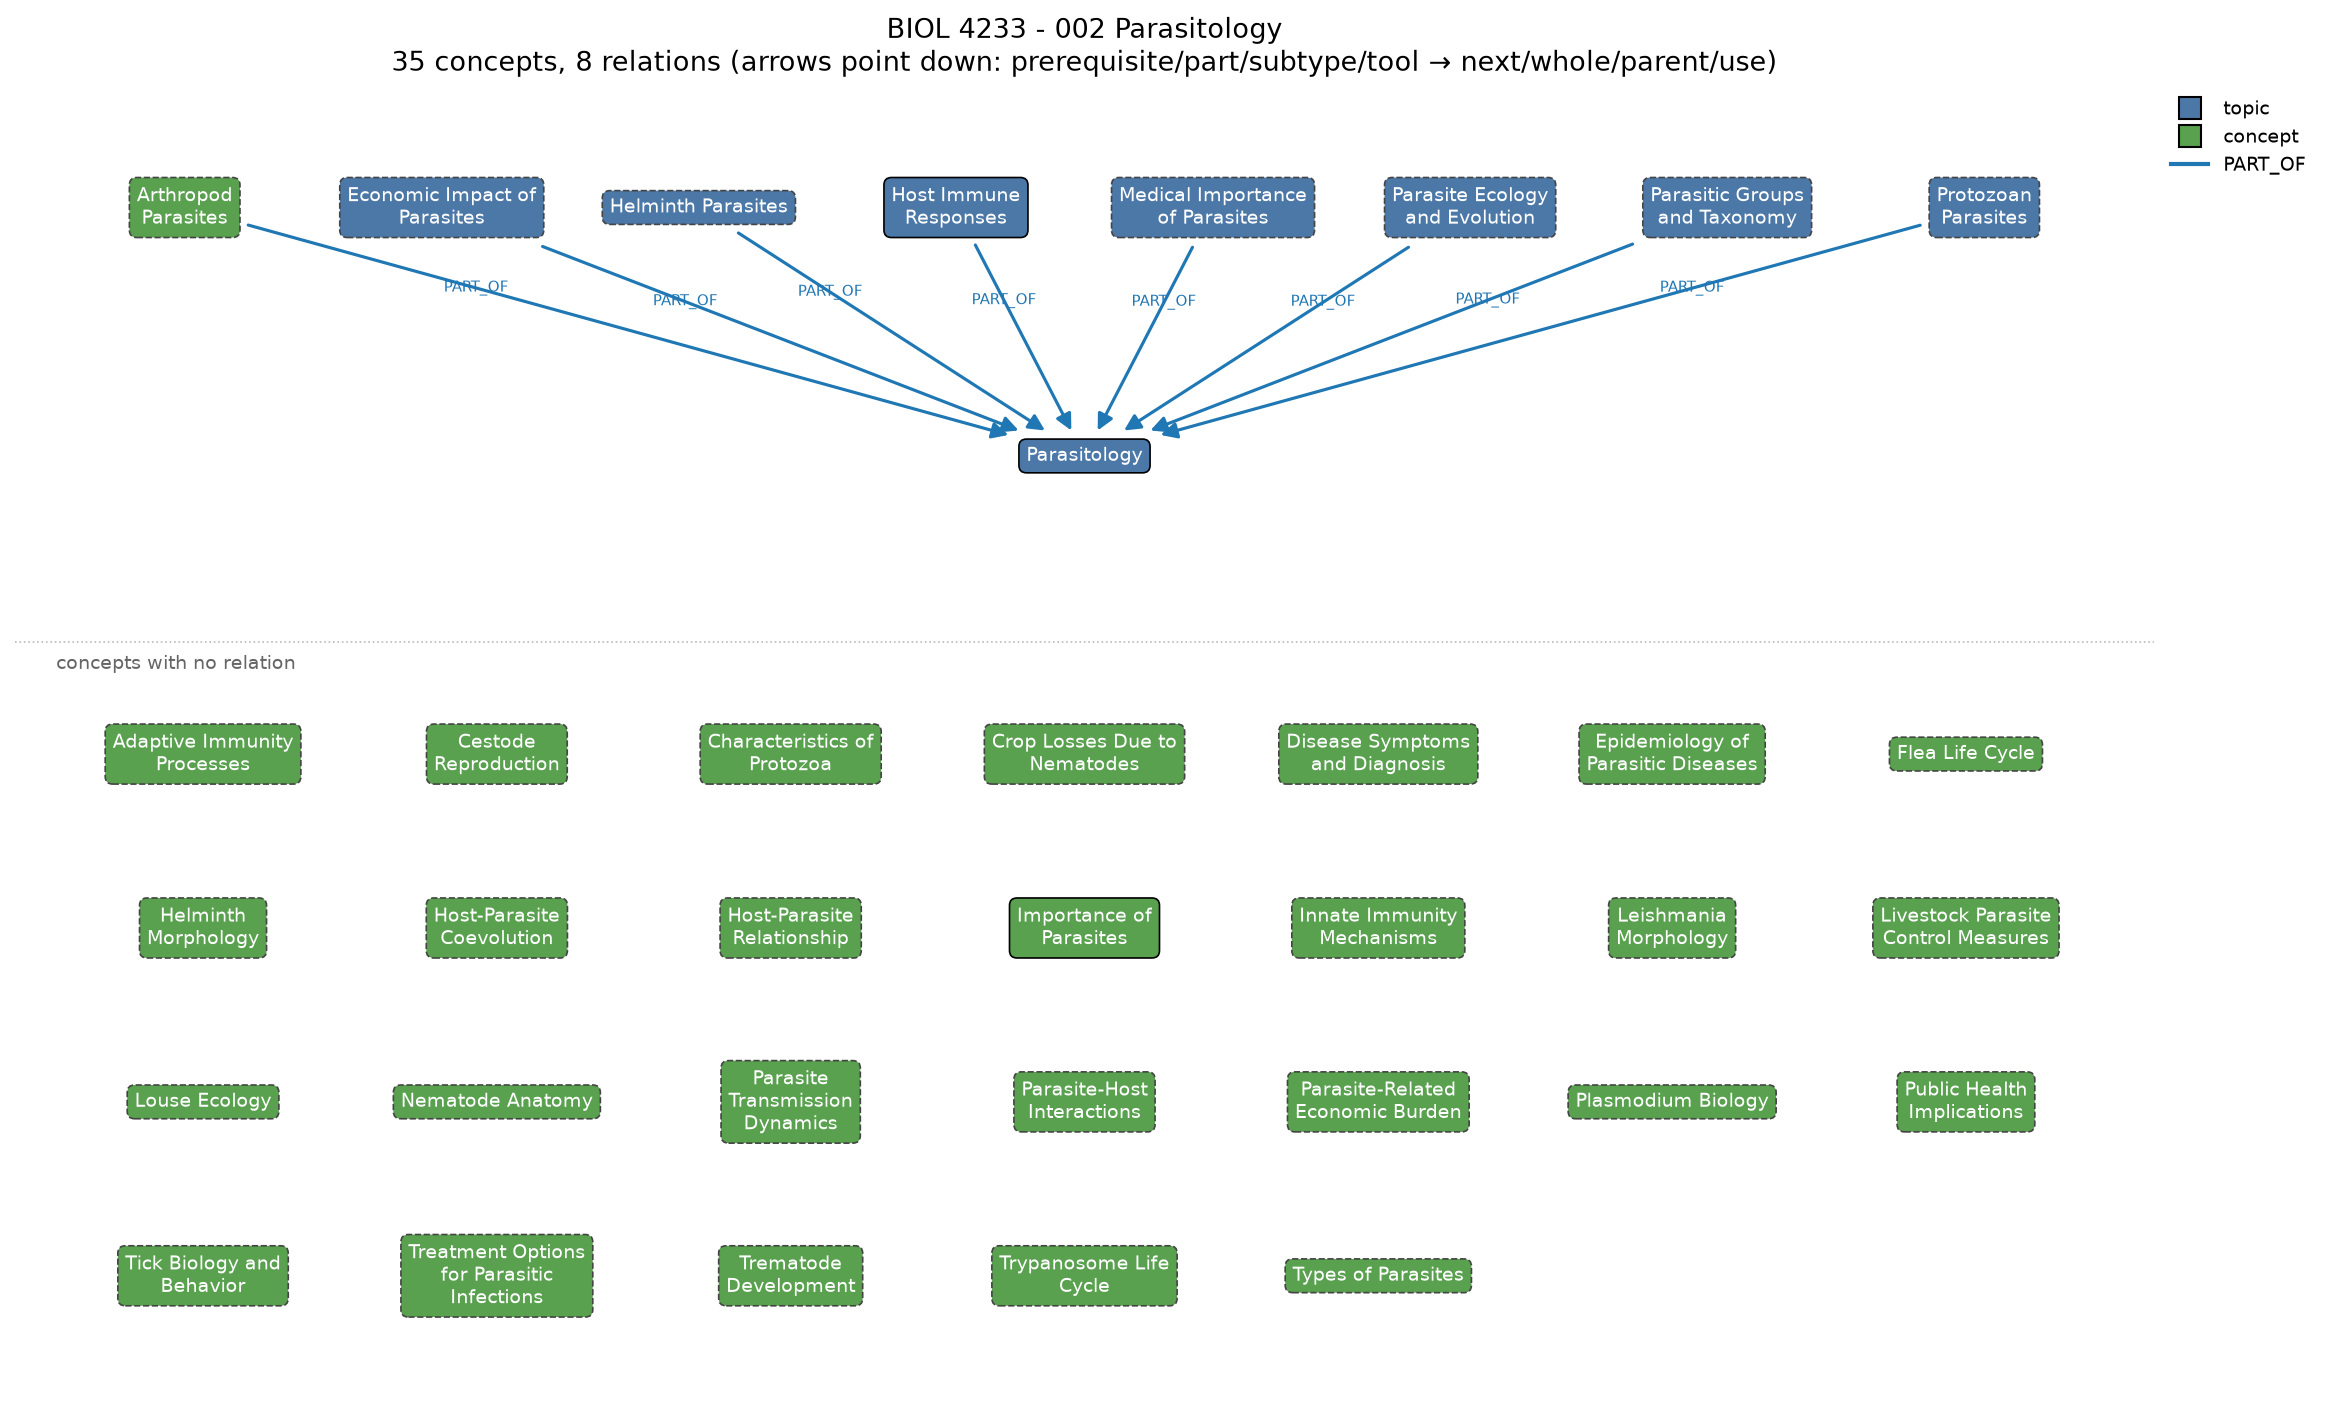 BIOL 4233 - 002 Parasitology
35 concepts, 8 relations (arrows point down: prerequisite/part/subtype/tool → next/whole/parent/use)
topic
concept
PART_OF
Arthropod
Parasites
Economic Impact of
Parasites
Helminth Parasites
Host Immune
Responses
Medical Importance
of Parasites
Parasite Ecology
and Evolution
Parasitic Groups
and Taxonomy
Protozoan
Parasites
PART_OF
PART_OF
PART_OF
PART_OF
PART_OF
PART_OF
PART_OF
PART_OF
Parasitology
concepts with no relation
Adaptive Immunity
Processes
Cestode
Reproduction
Characteristics of
Protozoa
Crop Losses Due to
Nematodes
Disease Symptoms
and Diagnosis
Epidemiology of
Parasitic Diseases
Flea Life Cycle
Helminth
Morphology
Host-Parasite
Coevolution
Host-Parasite
Relationship
Importance of
Parasites
Innate Immunity
Mechanisms
Leishmania
Morphology
Livestock Parasite
Control Measures
Louse Ecology
Nematode Anatomy
Parasite
Transmission
Dynamics
Parasite-Host
Interactions
Parasite-Related
Economic Burden
Plasmodium Biology
Public Health
Implications
Tick Biology and
Behavior
Treatment Options
for Parasitic
Infections
Trematode
Development
Trypanosome Life
Cycle
Types of Parasites